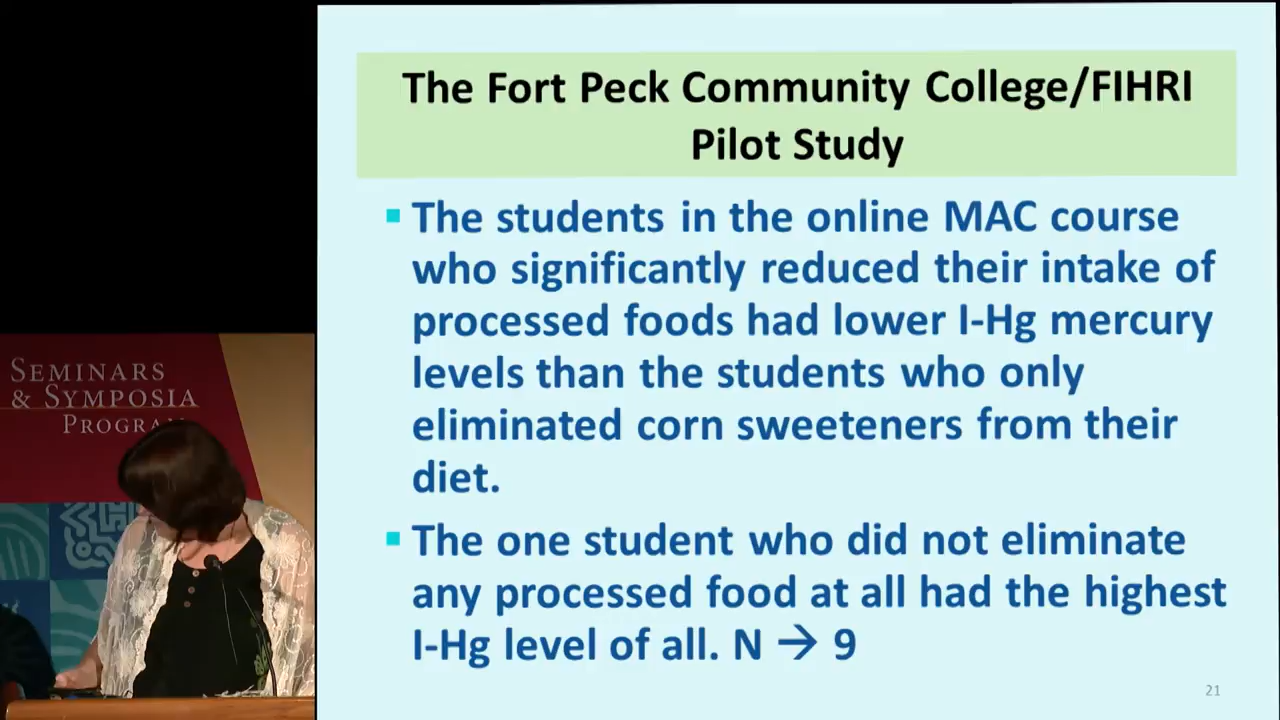 The Fort Peck Community College/FIHRI
Pilot Study
▪ The students in the online MAC course
who significantly reduced their intake of
processed foods had lower I-Hg mercury
levels than the students who only
eliminated corn sweeteners from their
diet.
▪ The one student who did not eliminate
any processed food at all had the highest
I-Hg level of all. N → 9
21
SEMINARS
& SYMPOSIA
PROGRAM